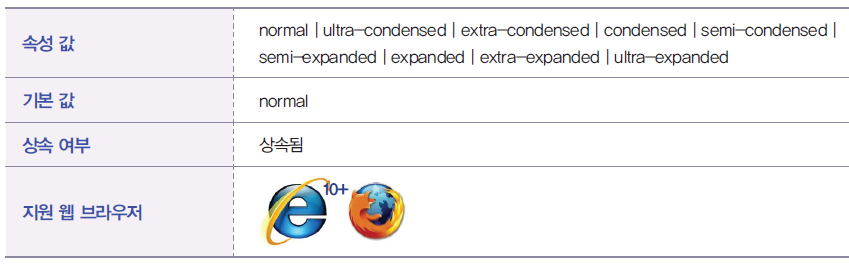 속성 값
normal | ultra-condensed | extra-condensed | condensed | semi-condensed |
semi-expanded | expanded | extra-expanded | ultra-expanded
기본 값
normal
상속 여부
상속됨
지원 웹 브라우저
10+